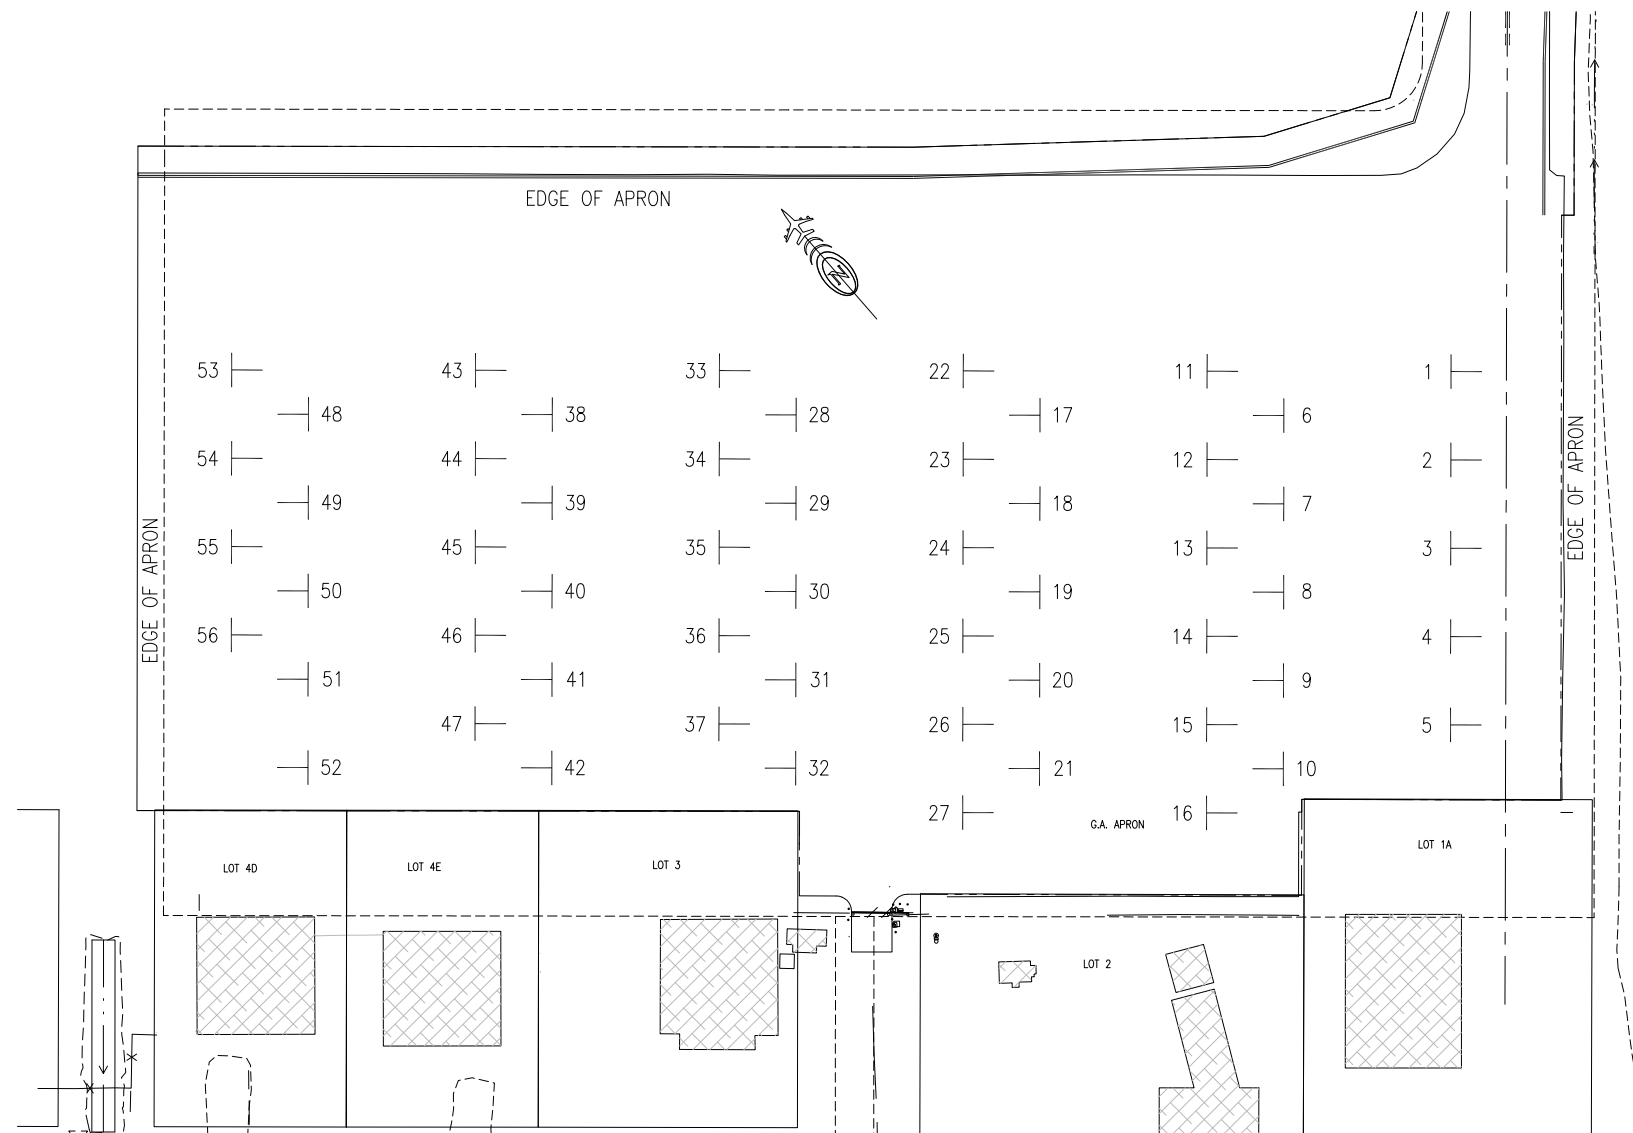 EDGE OF APRON
N
53 43 33 22 11 1
48 38 28 17 6
54 44 34 23 12 2
49 39 29 18 7
55 45 35 24 13 3
50 40 30 19 8
56 46 36 25 14 4
51 41 31 20 9
47 37 26 15 5
52 42 32 21 10
27 16
EDGE OF APRON
EDGE OF APRON
G.A. APRON
LOT 4D
LOT 4E
LOT 3
LOT 1A
LOT 2